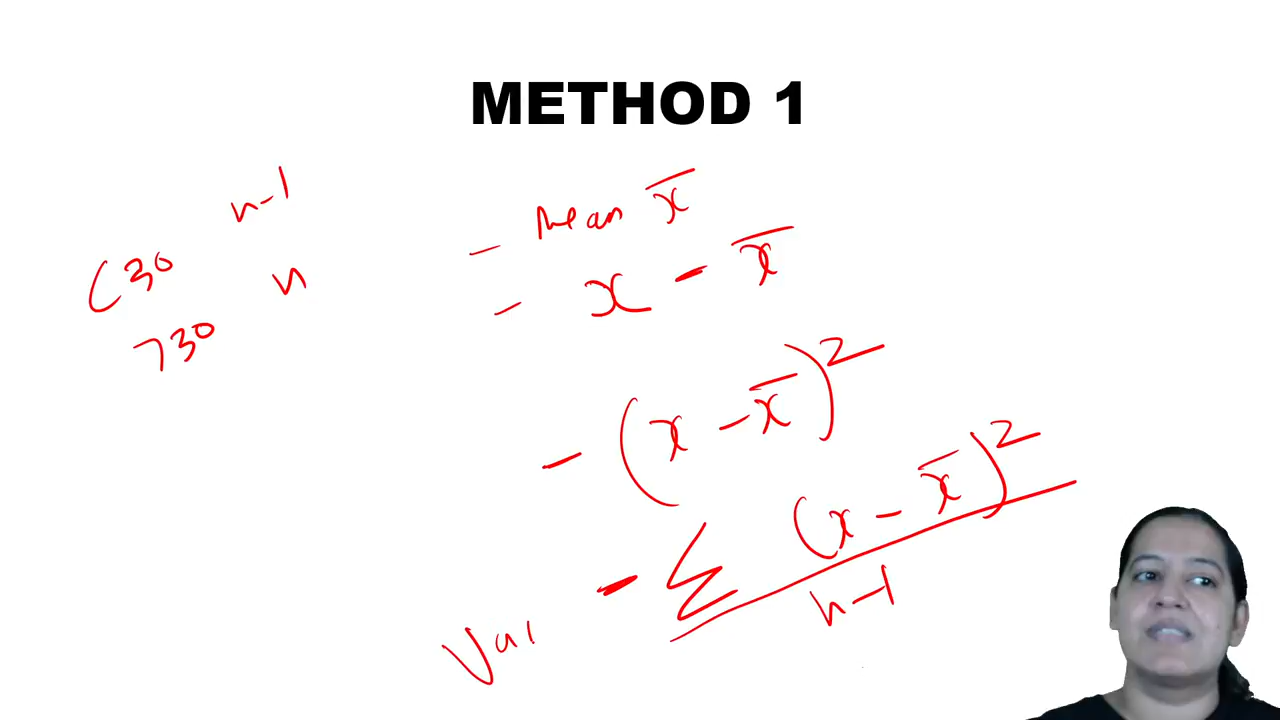 METHOD 1
n-1
<30
n
>30
- mean x̄
- x - x̄
- (x - x̄)²
- Σ (x - x̄)²
n-1
Var